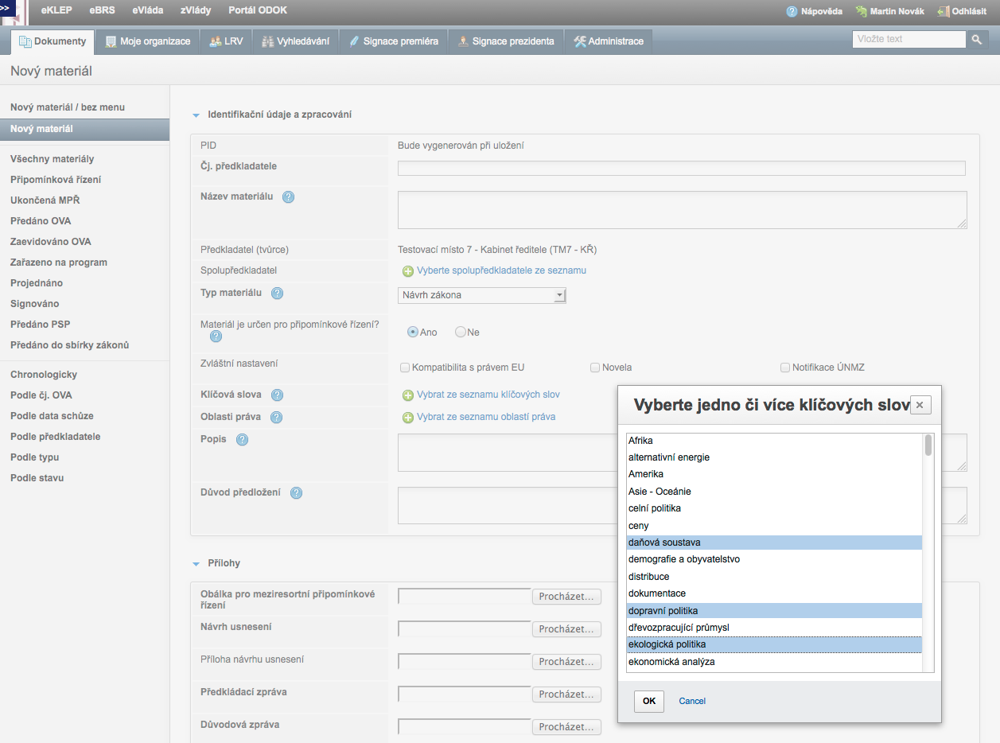 >>
eKLEP eBRS eVláda zVlády Portál ODOK
Nápověda Martin Novák Odhlásit
Dokumenty Moje organizace LRV Vyhledávání Signace premiéra Signace prezidenta Administrace
Vložte text
Nový materiál
Nový materiál / bez menu
Nový materiál
Všechny materiály
Připomínková řízení
Ukončená MPŘ
Předáno OVA
Zaevidováno OVA
Zařazeno na program
Projednáno
Signováno
Předáno PSP
Předáno do sbírky zákonů
Chronologicky
Podle čj. OVA
Podle data schůze
Podle předkladatele
Podle typu
Podle stavu
Identifikační údaje a zpracování
PID Bude vygenerován při uložení
Čj. předkladatele
Název materiálu ?
Předkladatel (tvůrce) Testovací místo 7 - Kabinet ředitele (TM7 - KŘ)
Spolupředkladatel Vyberte spolupředkladatele ze seznamu
Typ materiálu ? Návrh zákona
Materiál je určen pro připomínkové řízení? ? Ano Ne
Zvláštní nastavení Kompatibilita s právem EU Novela Notifikace ÚNMZ
Klíčová slova ? Vybrat ze seznamu klíčových slov
Oblasti práva ? Vybrat ze seznamu oblastí práva
Popis ?
Důvod předložení ?
Přílohy
Obálka pro meziresortní připomínkové
řízení Procházet...
Návrh usnesení Procházet...
Příloha návrhu usnesení Procházet...
Předkládací zpráva Procházet...
Důvodová zpráva Procházet...
Vyberte jedno či více klíčových slov ×
Afrika
alternativní energie
Amerika
Asie - Oceánie
celní politika
ceny
daňová soustava
demografie a obyvatelstvo
distribuce
dokumentace
dopravní politika
dřevozpracující průmysl
ekologická politika
ekonomická analýza
OK Cancel